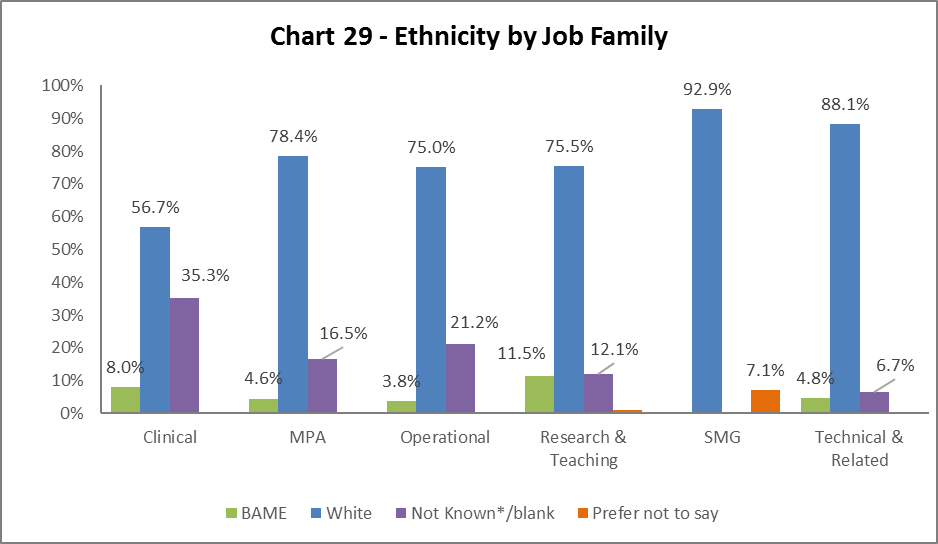 Chart 29 - Ethnicity by Job Family
100%
90%
80%
70%
60%
50%
40%
30%
20%
10%
0%
8.0%
56.7%
35.3%
4.6%
78.4%
16.5%
3.8%
75.0%
21.2%
11.5%
75.5%
12.1%
92.9%
7.1%
4.8%
88.1%
6.7%
Clinical
MPA
Operational
Research &
Teaching
SMG
Technical &
Related
BAME
White
Not Known*/blank
Prefer not to say